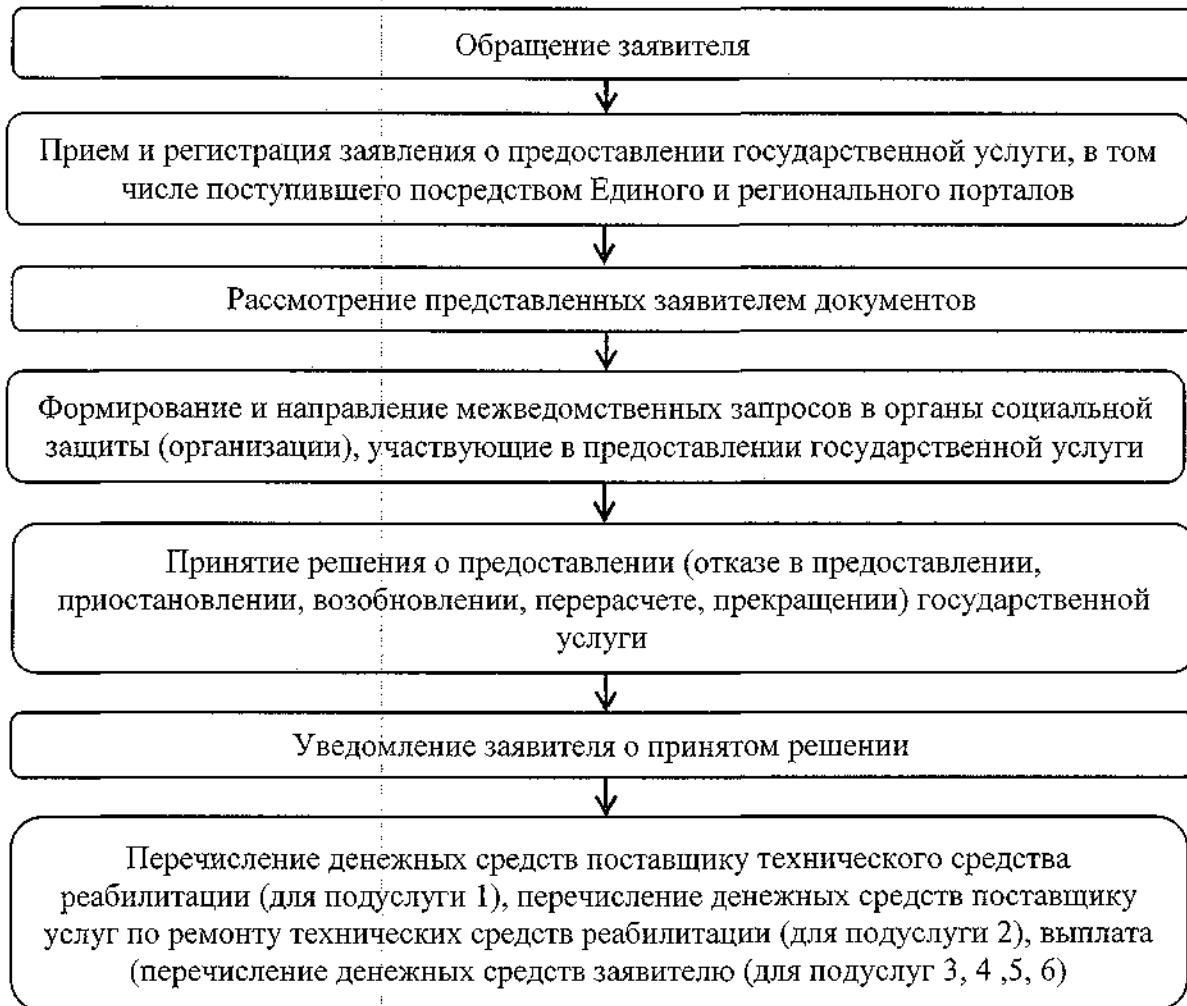 Обращение заявителя
Прием и регистрация заявления о предоставлении государственной услуги, в том
числе поступившего посредством Единого и регионального порталов
Рассмотрение представленных заявителем документов
Формирование и направление межведомственных запросов в органы социальной
защиты (организации), участвующие в предоставлении государственной услуги
Принятие решения о предоставлении (отказе в предоставлении,
приостановлении, возобновлении, перерасчете, прекращении) государственной
услуги
Уведомление заявителя о принятом решении
Перечисление денежных средств поставщику технического средства
реабилитации (для подуслуги 1), перечисление денежных средств поставщику
услуг по ремонту технических средств реабилитации (для подуслуги 2), выплата
(перечисление денежных средств заявителю (для подуслуг 3, 4 ,5, 6)